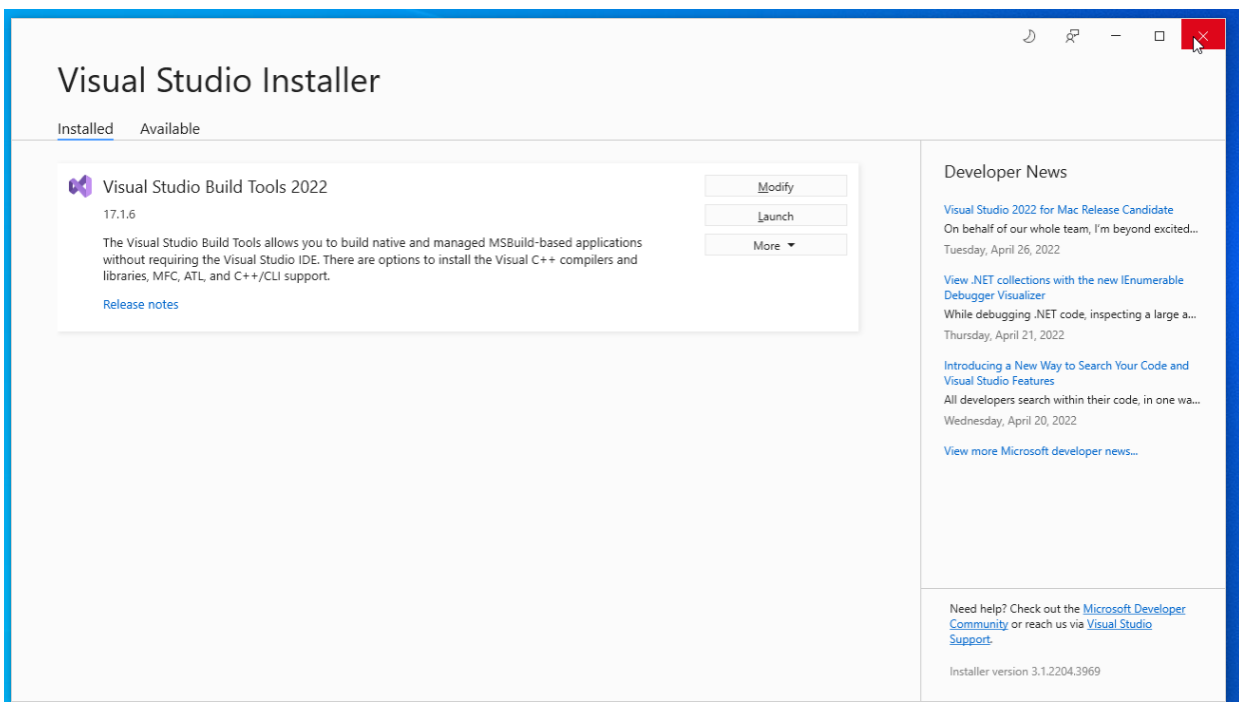 Visual Studio Installer
Installed
Available
Visual Studio Build Tools 2022
17.1.6
The Visual Studio Build Tools allows you to build native and managed MSBuild-based applications
without requiring the Visual Studio IDE. There are options to install the Visual C++ compilers and
libraries, MFC, ATL, and C++/CLI support.
Release notes
Modify
Launch
More
Developer News
Visual Studio 2022 for Mac Release Candidate
On behalf of our whole team, I'm beyond excited...
Tuesday, April 26, 2022
View .NET collections with the new IEnumerable
Debugger Visualizer
While debugging .NET code, inspecting a large a...
Thursday, April 21, 2022
Introducing a New Way to Search Your Code and
Visual Studio Features
All developers search within their code, in one wa...
Wednesday, April 20, 2022
View more Microsoft developer news...
Need help? Check out the Microsoft Developer
Community or reach us via Visual Studio
Support.
Installer version 3.1.2204.3969